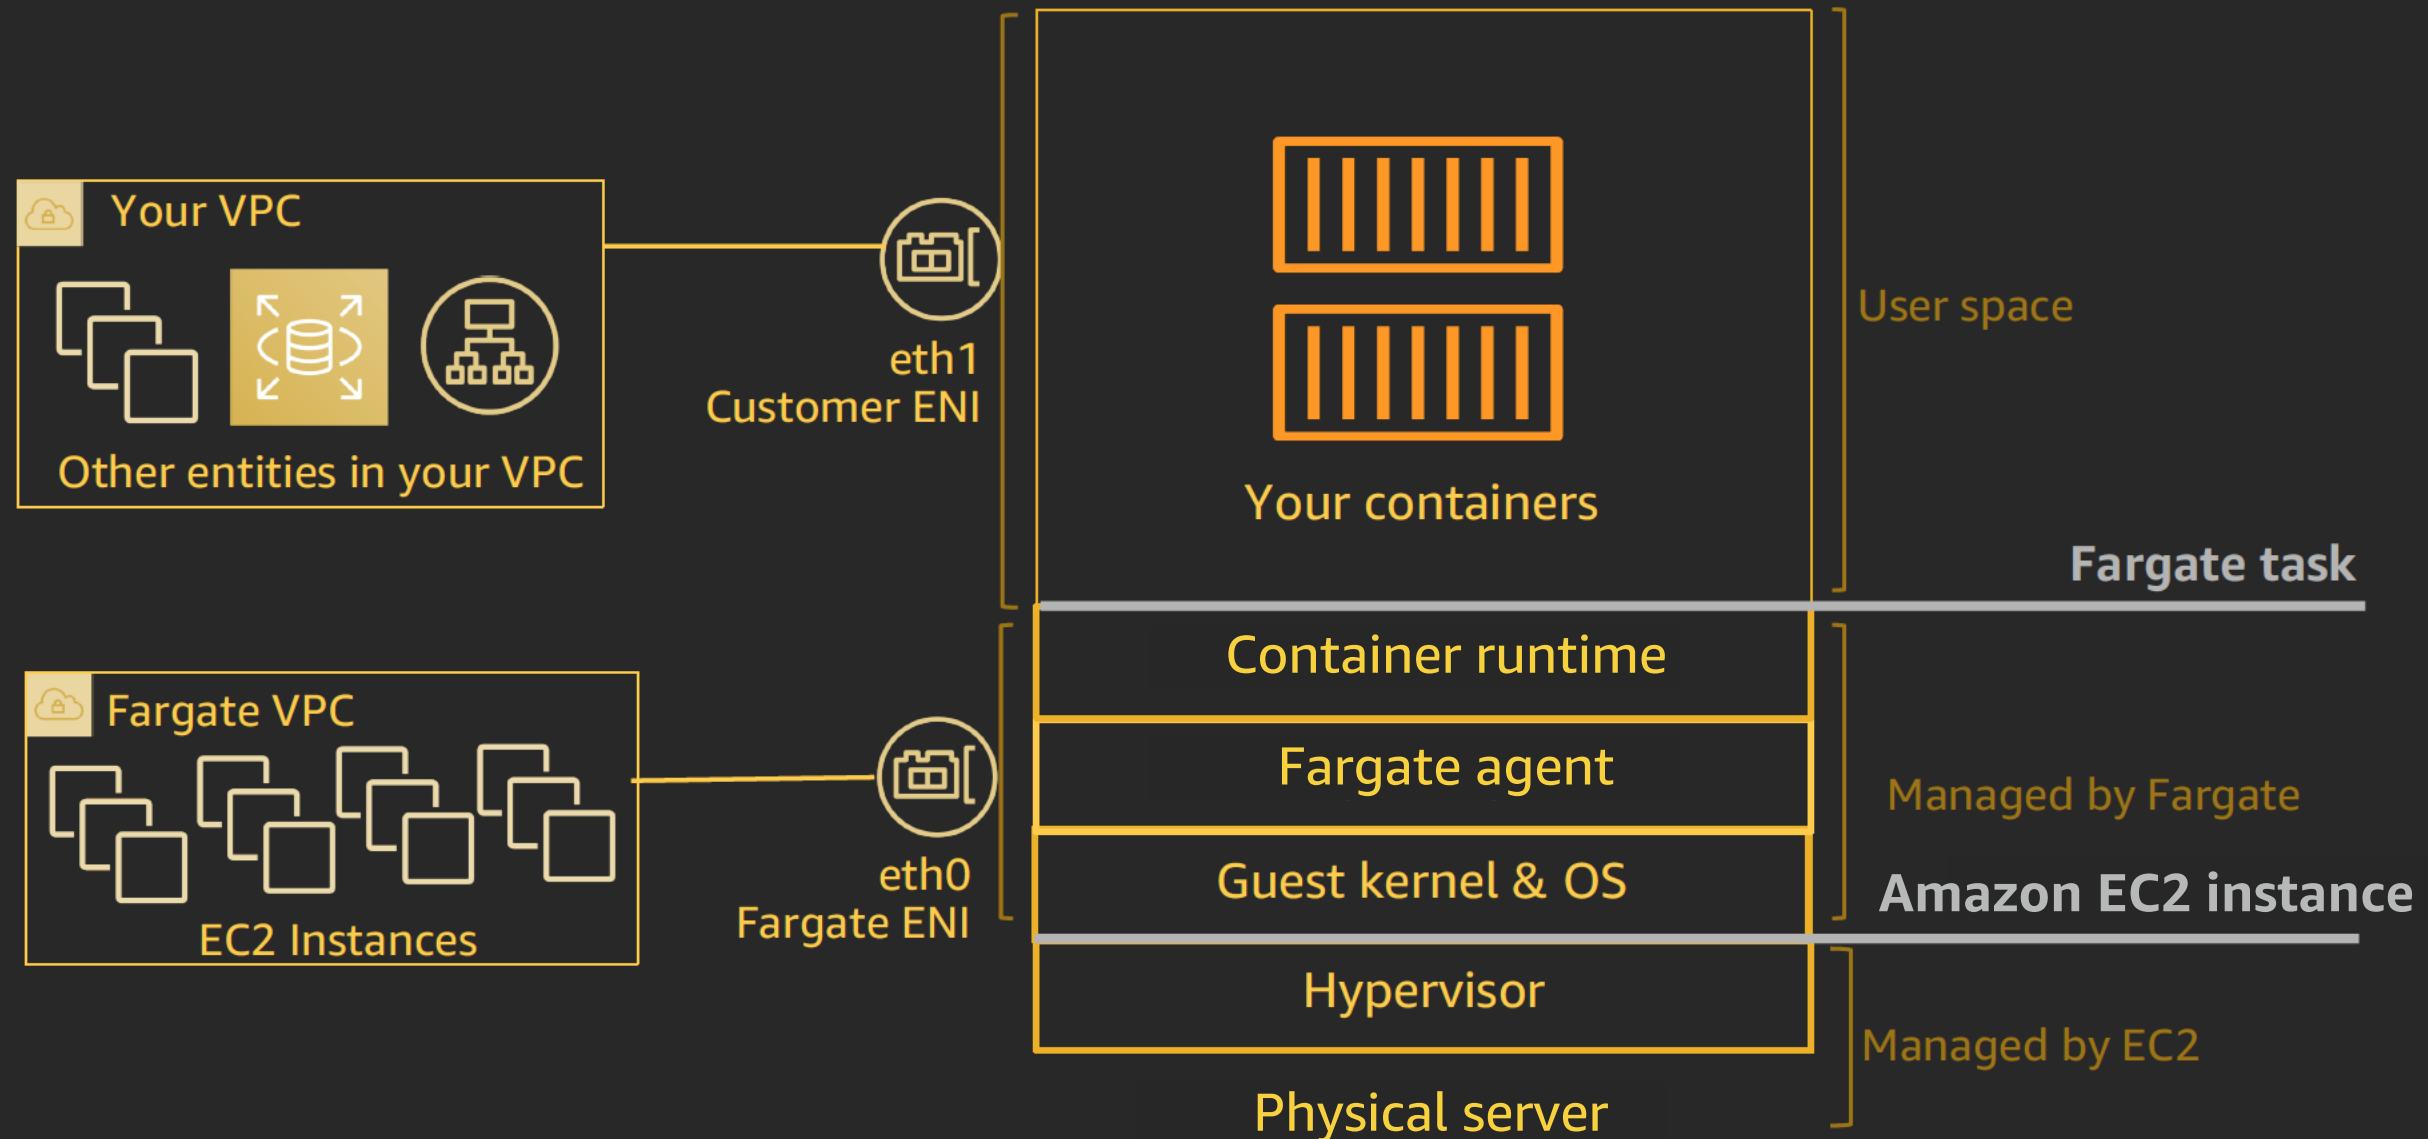 Your VPC
Other entities in your VPC
eth1
Customer ENI
Your containers
User space
Fargate task
Fargate VPC
EC2 Instances
eth0
Fargate ENI
Container runtime
Fargate agent
Guest kernel & OS
Hypervisor
Physical server
Managed by Fargate
Amazon EC2 instance
Managed by EC2